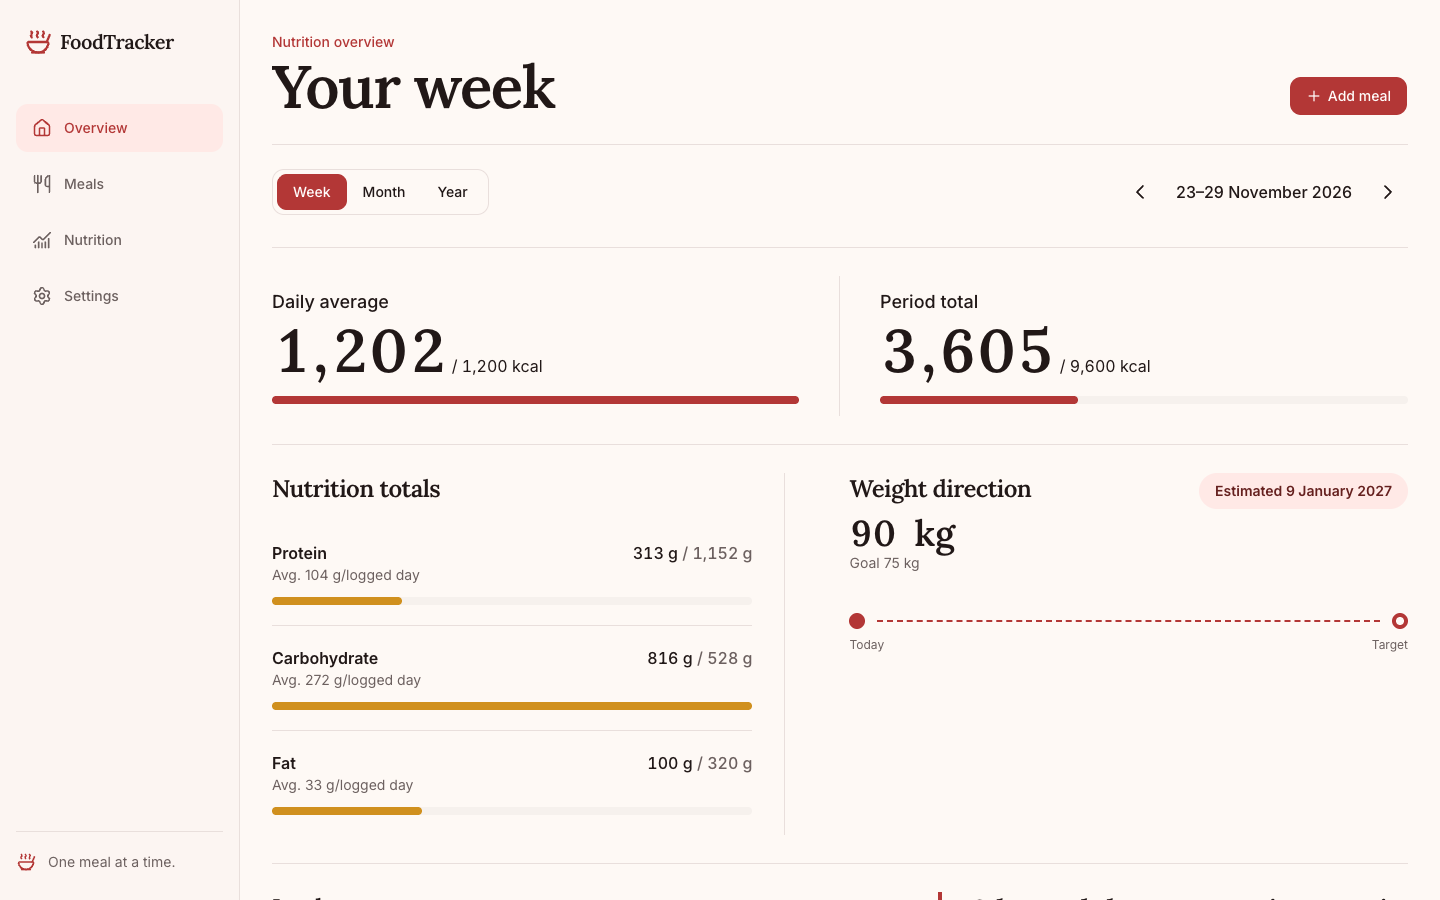 FoodTracker
Overview
Meals
Nutrition
Settings
One meal at a time.
Nutrition overview
Your week
Add meal
Week Month Year
23–29 November 2026
Daily average
1,202 / 1,200 kcal
Period total
3,605 / 9,600 kcal
Nutrition totals
Protein 313 g / 1,152 g
Avg. 104 g/logged day
Carbohydrate 816 g / 528 g
Avg. 272 g/logged day
Fat 100 g / 320 g
Avg. 33 g/logged day
Weight direction
Estimated 9 January 2027
90 kg
Goal 75 kg
Today Target